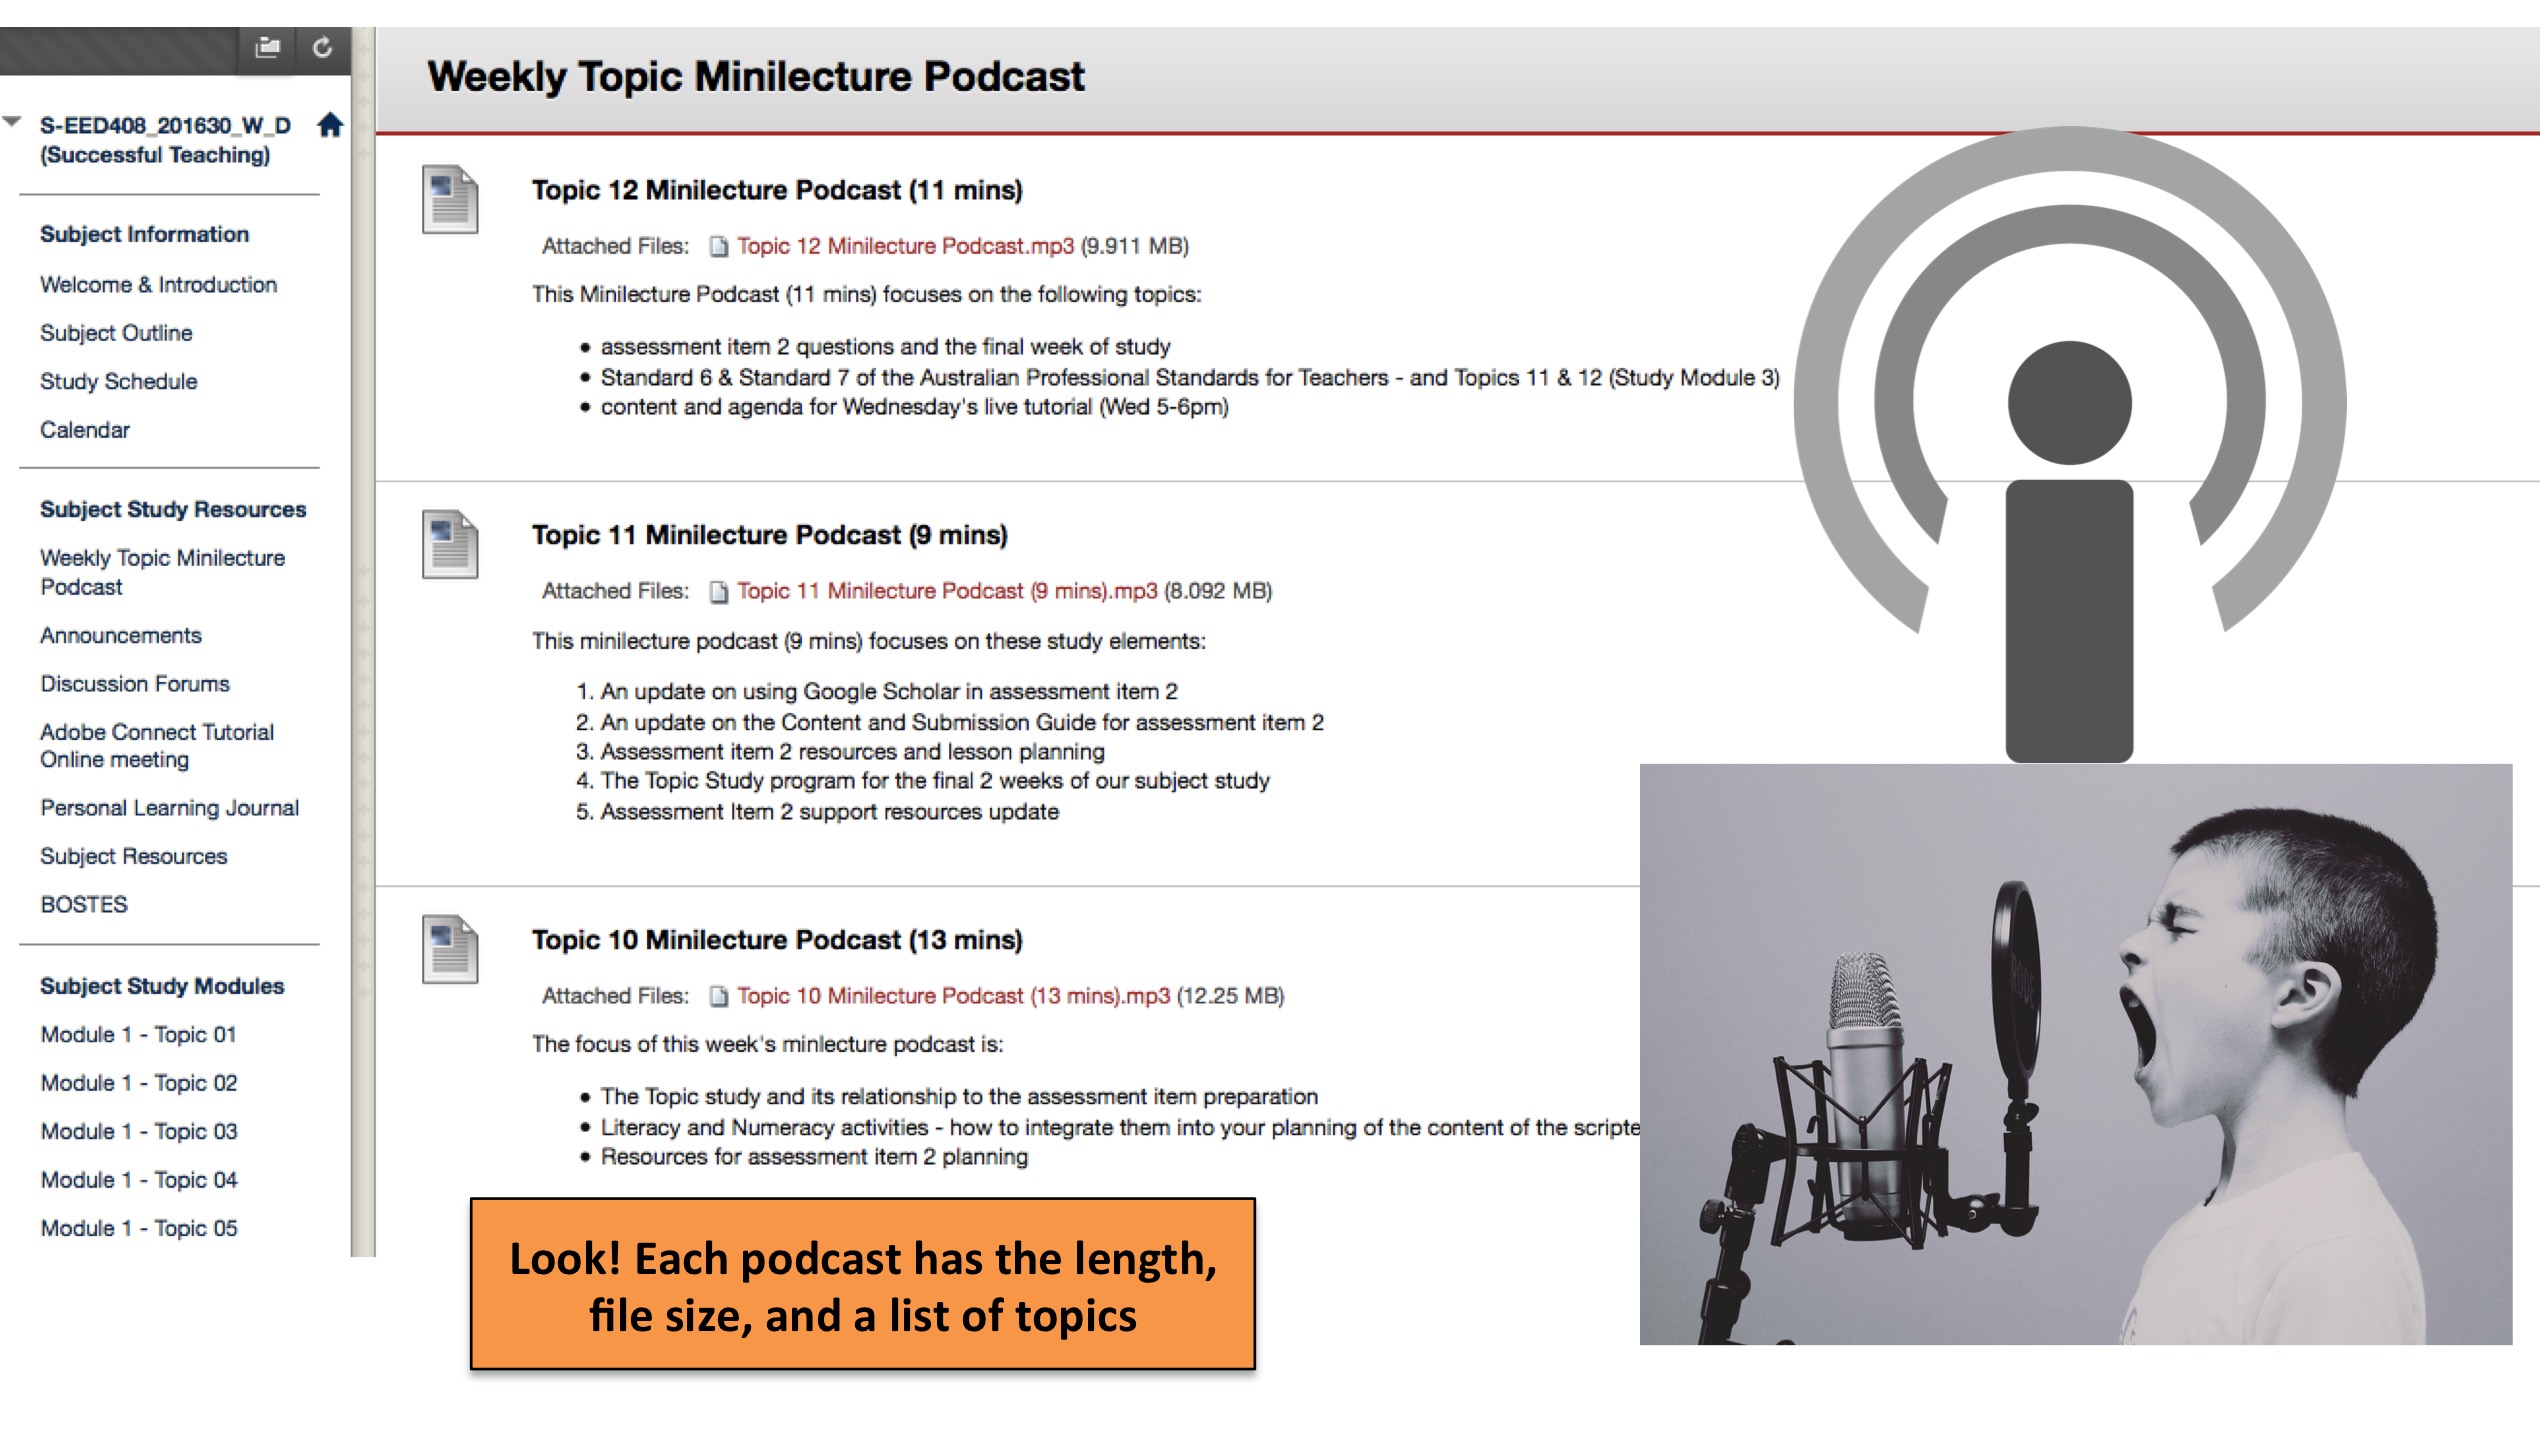 S-EED408_201630_W_D
(Successful Teaching)
Subject Information
Welcome & Introduction
Subject Outline
Study Schedule
Calendar
Subject Study Resources
Weekly Topic Minilecture
Podcast
Announcements
Discussion Forums
Adobe Connect Tutorial
Online meeting
Personal Learning Journal
Subject Resources
BOSTES
Subject Study Modules
Module 1 - Topic 01
Module 1 - Topic 02
Module 1 - Topic 03
Module 1 - Topic 04
Module 1 - Topic 05
Weekly Topic Minilecture Podcast
Topic 12 Minilecture Podcast (11 mins)
Attached Files: Topic 12 Minilecture Podcast.mp3 (9.911 MB)
This Minilecture Podcast (11 mins) focuses on the following topics:
• assessment item 2 questions and the final week of study
• Standard 6 & Standard 7 of the Australian Professional Standards for Teachers - and Topics 11 & 12 (Study Module 3)
• content and agenda for Wednesday's live tutorial (Wed 5-6pm)
Topic 11 Minilecture Podcast (9 mins)
Attached Files: Topic 11 Minilecture Podcast (9 mins).mp3 (8.092 MB)
This minilecture podcast (9 mins) focuses on these study elements:
1. An update on using Google Scholar in assessment item 2
2. An update on the Content and Submission Guide for assessment item 2
3. Assessment item 2 resources and lesson planning
4. The Topic Study program for the final 2 weeks of our subject study
5. Assessment Item 2 support resources update
Topic 10 Minilecture Podcast (13 mins)
Attached Files: Topic 10 Minilecture Podcast (13 mins).mp3 (12.25 MB)
The focus of this week's minlecture podcast is:
• The Topic study and its relationship to the assessment item preparation
• Literacy and Numeracy activities - how to integrate them into your planning of the content of the scripte
• Resources for assessment item 2 planning
Look! Each podcast has the length,
file size, and a list of topics